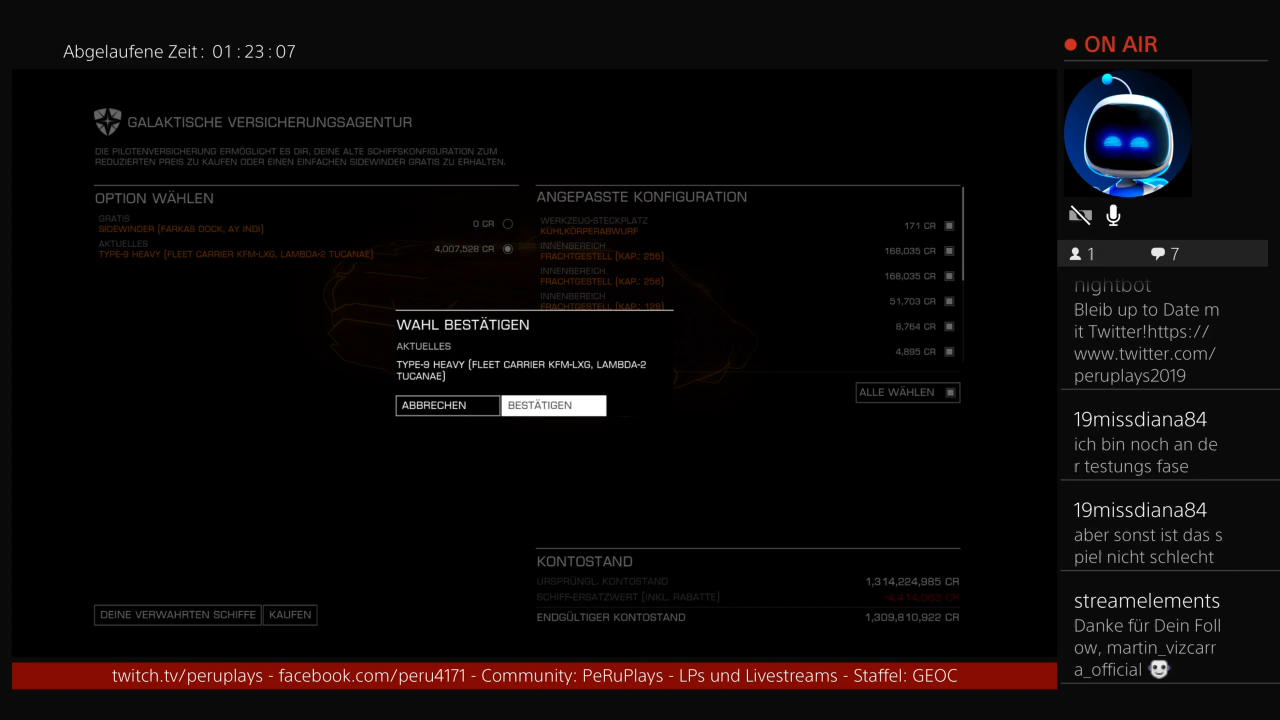 Abgelaufene Zeit: 01:23:07
ON AIR
GALAKTISCHE VERSICHERUNGSAGENTUR
DIE PILOTENVERSICHERUNG ERMÖGLICHT ES DIR, DEINE ALTE SCHIFFSKONFIGURATION ZUM
REDUZIERTEN PREIS ZU KAUFEN ODER EINEN EINFACHEN SIDEWINDER GRATIS ZU ERHALTEN.
OPTION WÄHLEN
GRATIS
SIDEWINDER (FARKAS DOCK, AY INDI)
0 CR
AKTUELLES
TYPE-9 HEAVY (FLEET CARRIER KFM-LXG, LAMBDA-2 TUCANAE)
4,007,528 CR
ANGEPASSTE KONFIGURATION
WERKZEUG-STECKPLATZ
KÜHLKÖRPERABWURF
171 CR
INNENBEREICH
FRACHTGESTELL (KAP.: 256)
168,035 CR
INNENBEREICH
FRACHTGESTELL (KAP.: 256)
168,035 CR
INNENBEREICH
FRACHTGESTELL (KAP.: 128)
51,703 CR
8,764 CR
4,895 CR
ALLE WÄHLEN
WAHL BESTÄTIGEN
AKTUELLES
TYPE-9 HEAVY (FLEET CARRIER KFM-LXG, LAMBDA-2
TUCANAE)
ABBRECHEN
BESTÄTIGEN
KONTOSTAND
URSPRÜNGL. KONTOSTAND
1,314,224,985 CR
SCHIFF-ERSATZWERT (INKL. RABATTE)
-4,414,063 CR
ENDGÜLTIGER KONTOSTAND
1,309,810,922 CR
DEINE VERWAHRTEN SCHIFFE
KAUFEN
1
7
nightbot
Bleib up to Date m
it Twitter!https://
www.twitter.com/
peruplays2019
19missdiana84
ich bin noch an de
r testungs fase
19missdiana84
aber sonst ist das s
piel nicht schlecht
streamelements
Danke für Dein Foll
ow, martin_vizcarr
a_official
twitch.tv/peruplays - facebook.com/peru4171 - Community: PeRuPlays - LPs und Livestreams - Staffel: GEOC